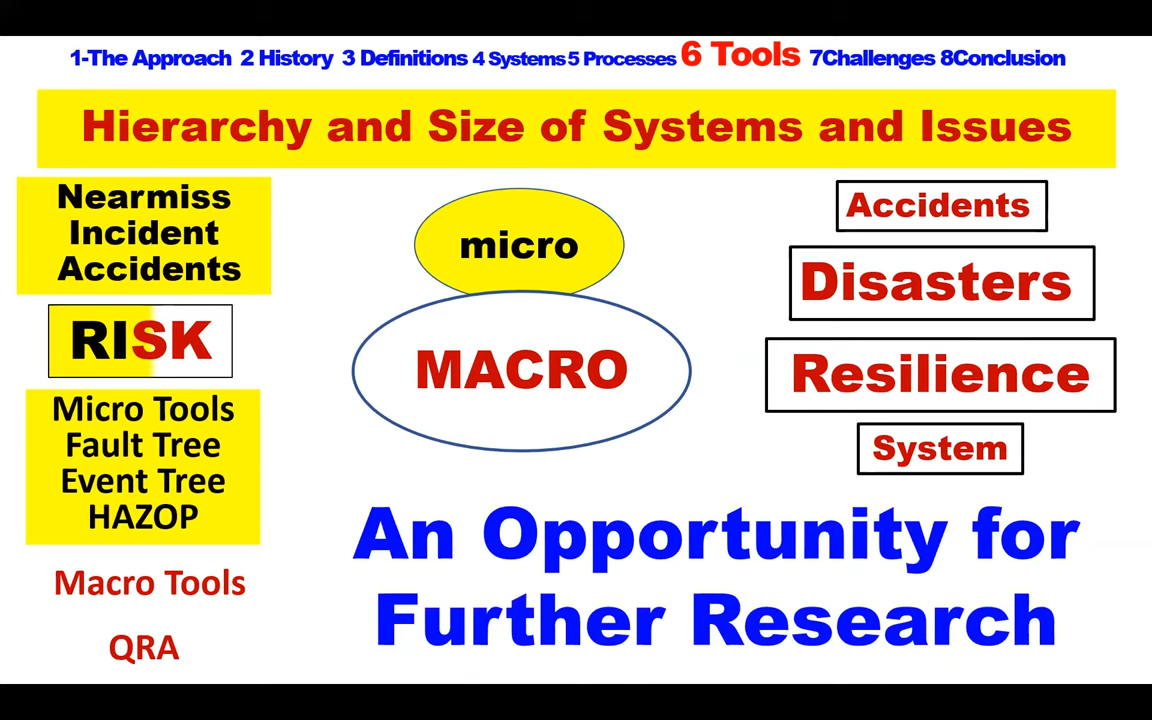 1-The Approach 2 History 3 Definitions 4 Systems 5 Processes 6 Tools 7Challenges 8Conclusion
Hierarchy and Size of Systems and Issues
Nearmiss
Incident
Accidents
RISK
Micro Tools
Fault Tree
Event Tree
HAZOP
Macro Tools
QRA
micro
MACRO
Accidents
Disasters
Resilience
System
An Opportunity for
Further Research